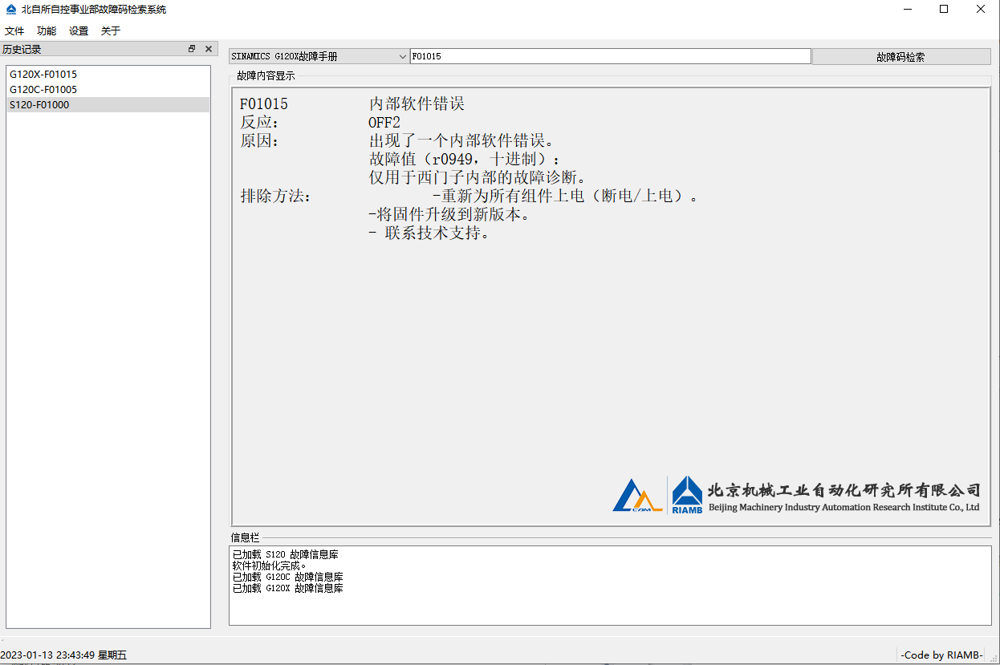 北自所自控事业部故障码检索系统
文件 功能 设置 关于
历史记录
G120X-F01015
G120C-F01005
S120-F01000
SINAMICS G120X故障手册 F01015 故障码检索
故障内容显示
F01015 内部软件错误
反应: OFF2
原因: 出现了一个内部软件错误。
故障值（r0949，十进制）:
仅用于西门子内部的故障诊断。
排除方法: -重新为所有组件上电（断电/上电）。
-将固件升级到新版本。
- 联系技术支持。
CAM
RIAMB
北京机械工业自动化研究所有限公司
Beijing Machinery Industry Automation Research Institute Co., Ltd
信息栏
已加载 S120 故障信息库
软件初始化完成。
已加载 G120C 故障信息库
已加载 G120X 故障信息库
2023-01-13 23:43:49 星期五 -Code by RIAMB-